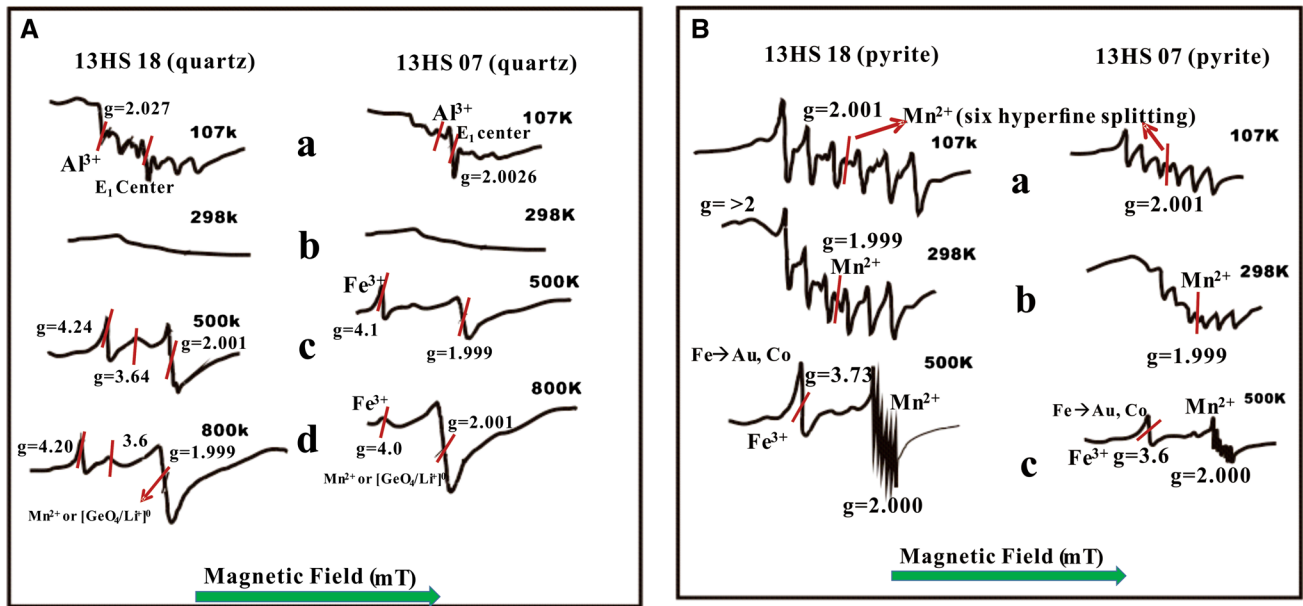 A
13HS 18 (quartz)
13HS 07 (quartz)
g=2.027
107k
Al³⁺
E₁ Center
a
Al³⁺
107K
E₁ center
g=2.0026
298k
b
298K
500k
g=4.24
g=2.001
g=3.64
c
Fe³⁺
500K
g=4.1
g=1.999
800k
g=4.20
3.6
g=1.999
Mn²⁺ or [GeO₄/Li⁺]⁰
d
800K
Fe³⁺
g=2.001
g=4.0
Mn²⁺ or [GeO₄/Li⁺]⁰
Magnetic Field (mT)
B
13HS 18 (pyrite)
13HS 07 (pyrite)
g=2.001
Mn²⁺ (six hyperfine splitting)
107k
107K
a
g=2.001
g= >2
g=1.999
Mn²⁺
298K
b
Mn²⁺
298K
g=1.999
Fe→Au, Co
500K
g=3.73
Mn²⁺
Fe³⁺
g=2.000
c
Fe→Au, Co
Mn²⁺
500K
Fe³⁺ g=3.6
g=2.000
Magnetic Field (mT)